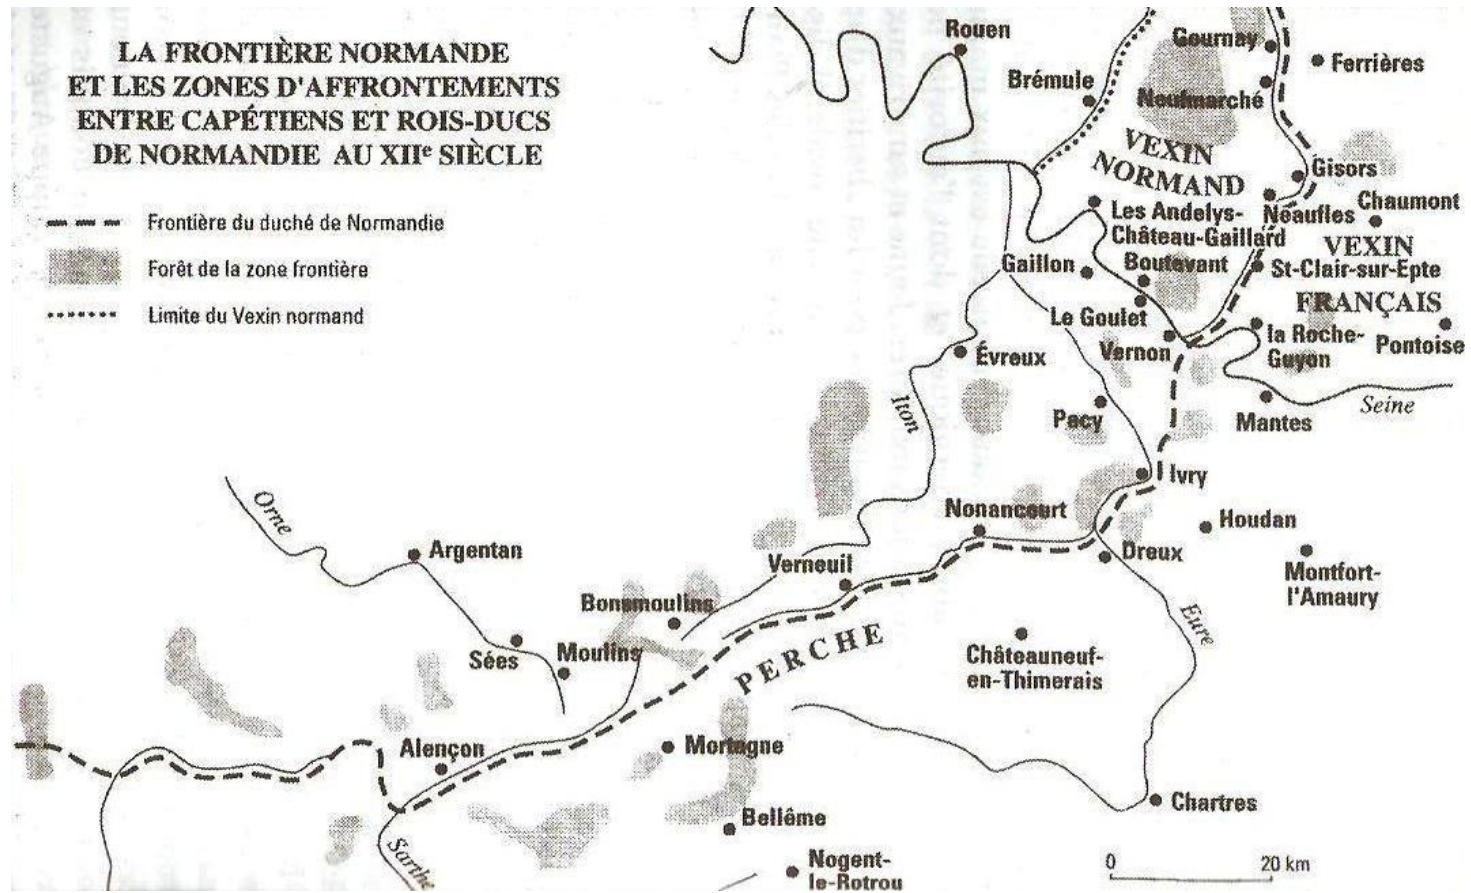 LA FRONTIÈRE NORMANDE
ET LES ZONES D'AFFRONTEMENTS
ENTRE CAPÉTIENS ET ROIS-DUCS
DE NORMANDIE AU XIIe SIÈCLE
Frontière du duché de Normandie
Forêt de la zone frontière
Limite du Vexin normand
Rouen
Gournay
Ferrières
Brémule
Neufmarché
VEXIN
NORMAND
Gisors
Les Andelys-
Château-Gaillard
Néaufles
Chaumont
VEXIN
FRANÇAIS
Gaillon
Boutavant
St-Clair-sur-Epte
Le Goulet
Vernon
la Roche-
Guyon
Pontoise
Évreux
Iton
Pacy
Mantes
Seine
Ivry
Orne
Argentan
Nonancourt
Houdan
Verneuil
Dreux
Montfort-
l'Amaury
Bonsmoulins
Eure
Sées
Moulins
PERCHE
Châteauneuf-
en-Thimerais
Alençon
Mortagne
Chartres
Bellême
Sarthe
Nogent-
le-Rotrou
0 20 km